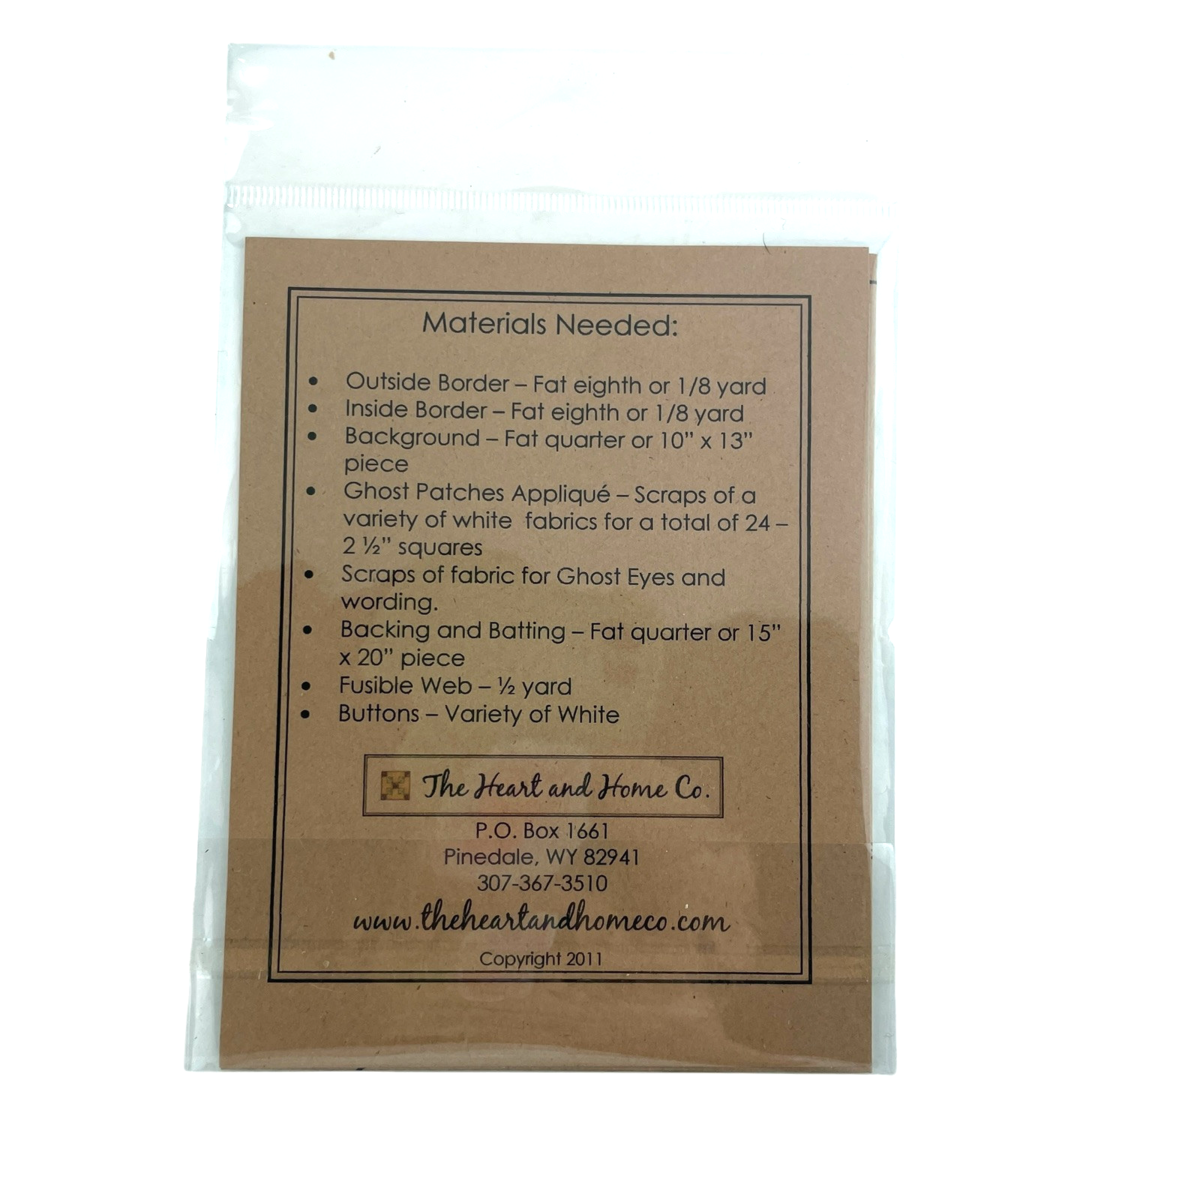 Materials Needed:
• Outside Border – Fat eighth or 1/8 yard
• Inside Border – Fat eighth or 1/8 yard
• Background – Fat quarter or 10” x 13”
piece
• Ghost Patches Appliqué – Scraps of a
variety of white fabrics for a total of 24 –
2 ½” squares
• Scraps of fabric for Ghost Eyes and
wording.
• Backing and Batting – Fat quarter or 15”
x 20” piece
• Fusible Web – ½ yard
• Buttons – Variety of White
The Heart and Home Co.
P.O. Box 1661
Pinedale, WY 82941
307-367-3510
www.theheartandhomeco.com
Copyright 2011